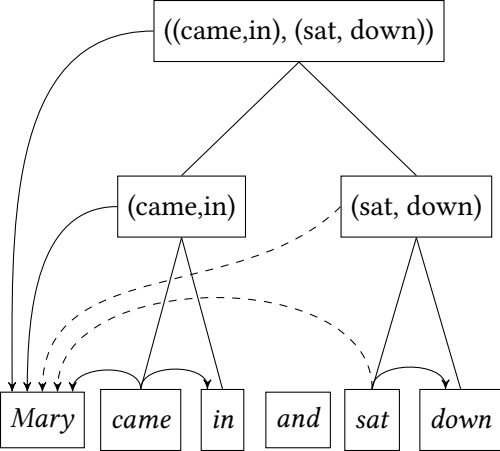 ((came,in), (sat, down))
(came,in) (sat, down)
Mary came in and sat down